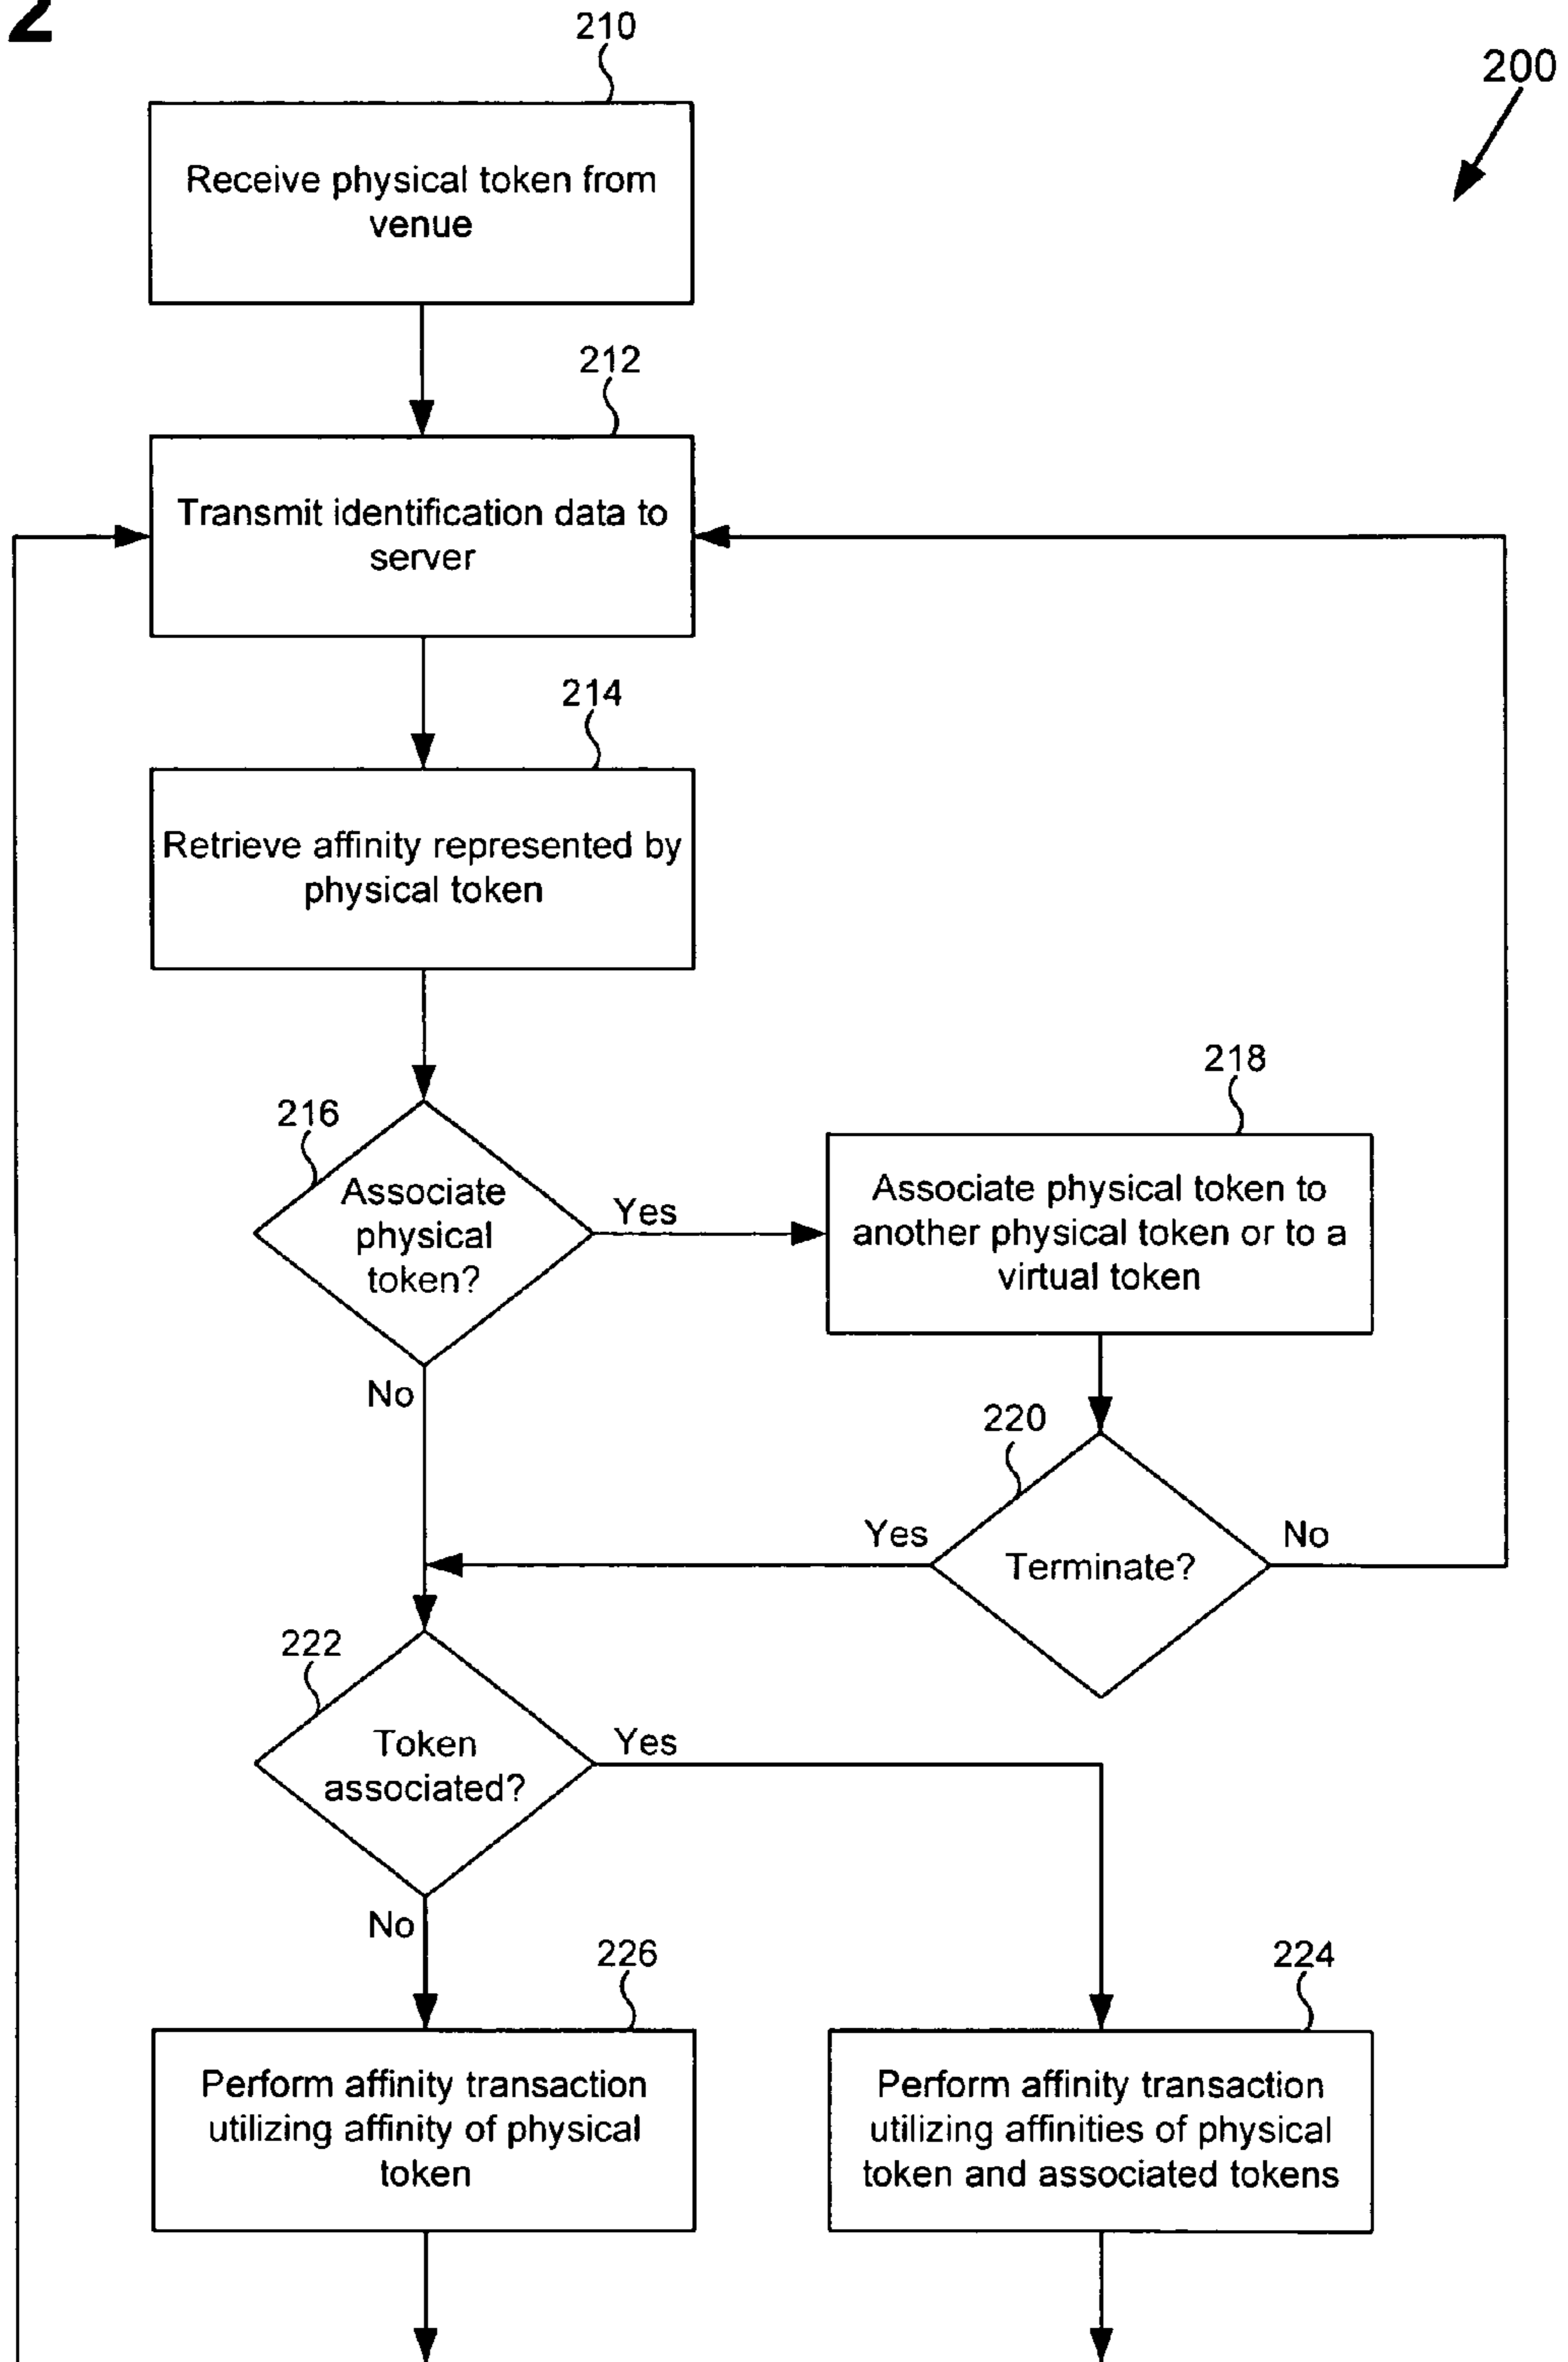 2
210
200
Receive physical token from
venue
212
Transmit identification data to
server
214
Retrieve affinity represented by
physical token
218
216
Associate
physical
token?
Yes
Associate physical token to
another physical token or to a
virtual token
No
220
Yes
Terminate?
No
222
Token
associated?
Yes
No
226
224
Perform affinity transaction
utilizing affinity of physical
token
Perform affinity transaction
utilizing affinities of physical
token and associated tokens